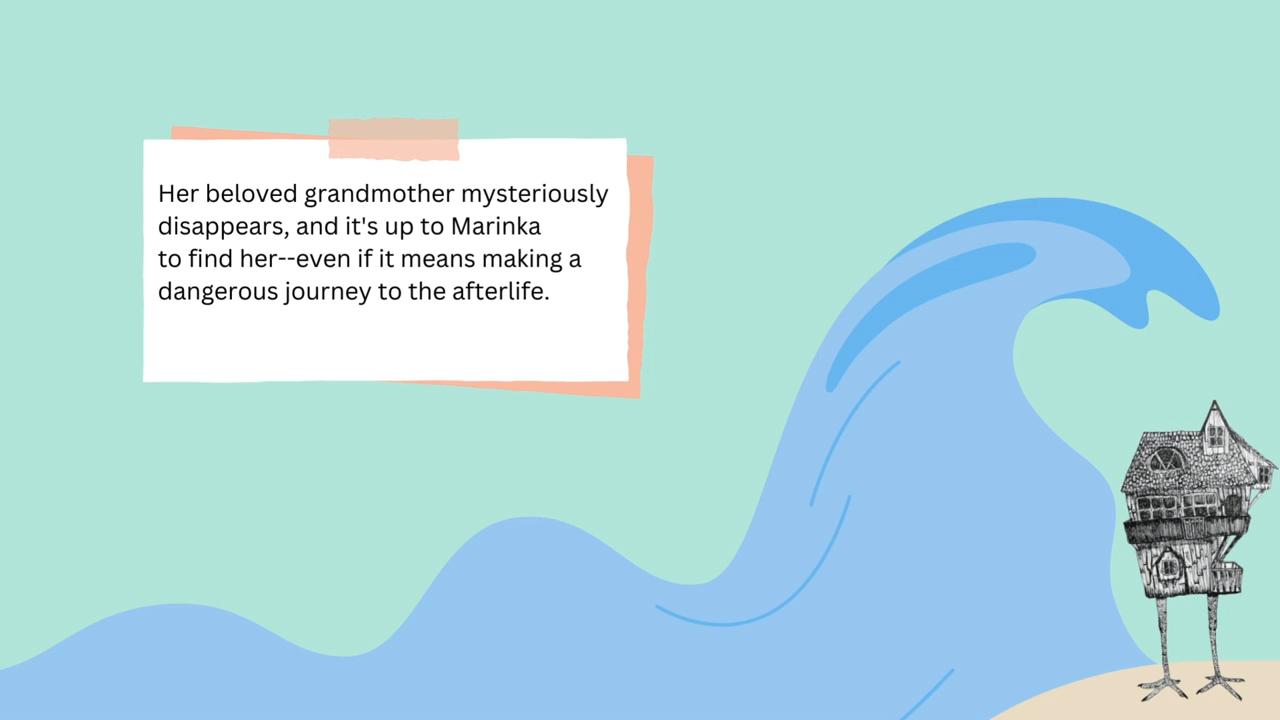 Her beloved grandmother mysteriously
disappears, and it's up to Marinka
to find her--even if it means making a
dangerous journey to the afterlife.